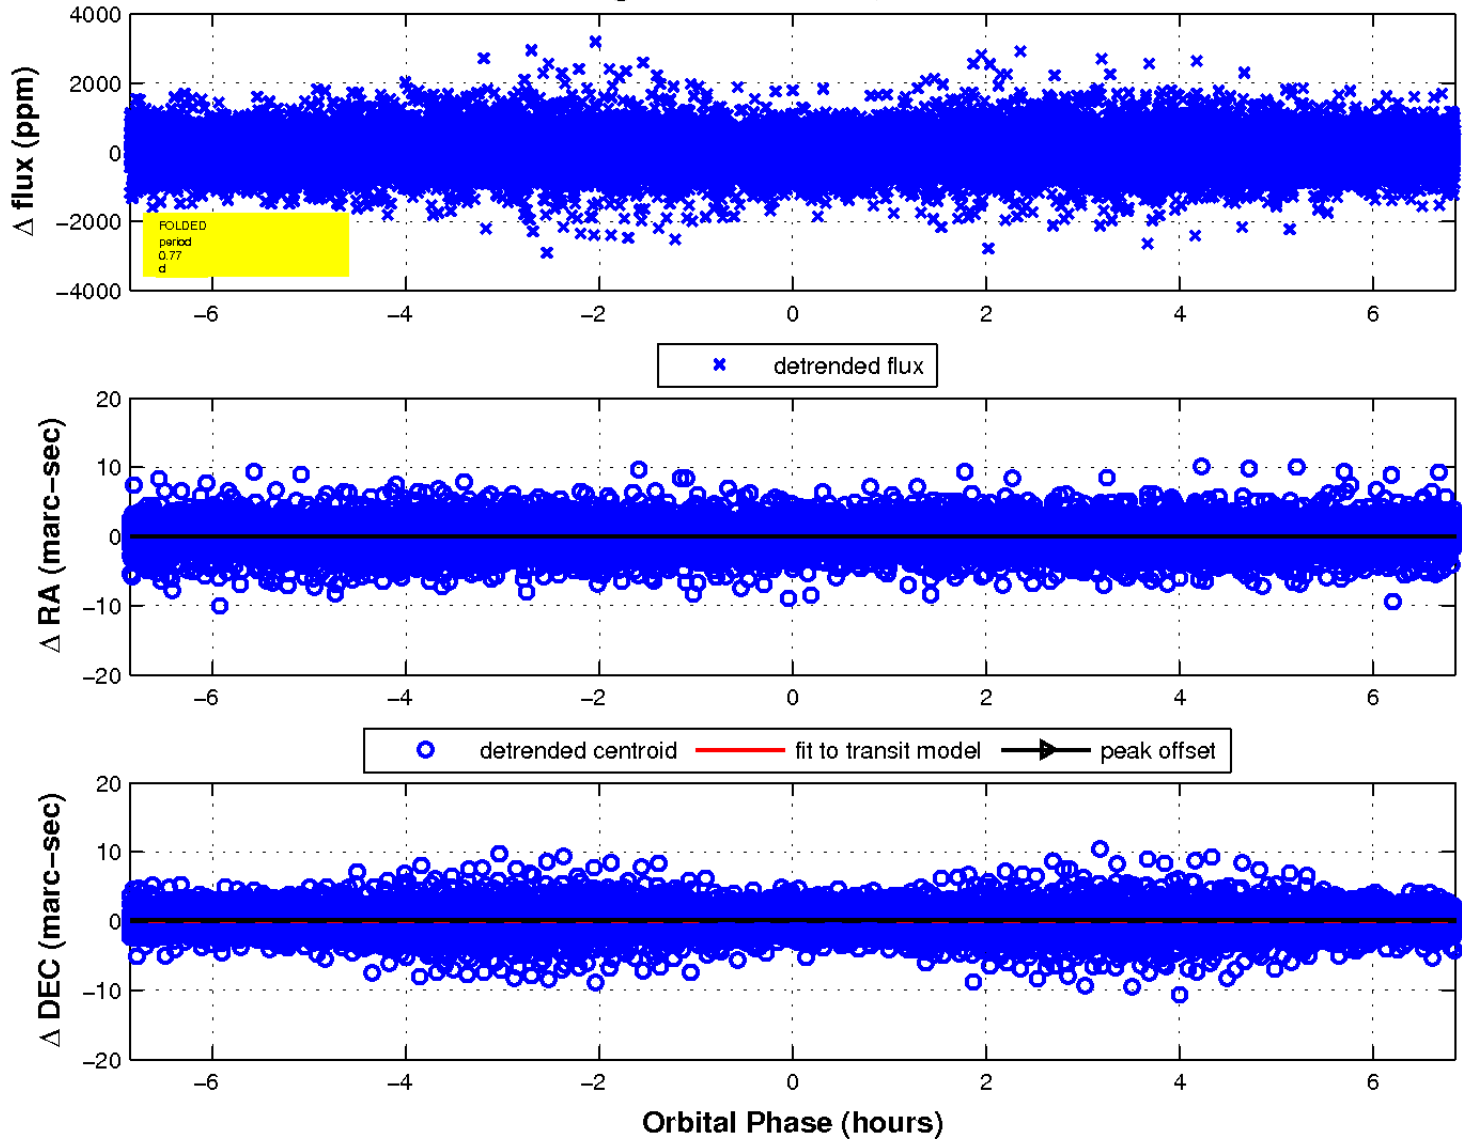 4000
2000
0
−2000
−4000
Δ flux (ppm)
FOLDED
period
0.77
d
−6 −4 −2 0 2 4 6
detrended flux
20
10
0
−10
−20
Δ RA (marc−sec)
−6 −4 −2 0 2 4 6
detrended centroid fit to transit model peak offset
20
10
0
−10
−20
Δ DEC (marc−sec)
−6 −4 −2 0 2 4 6
Orbital Phase (hours)